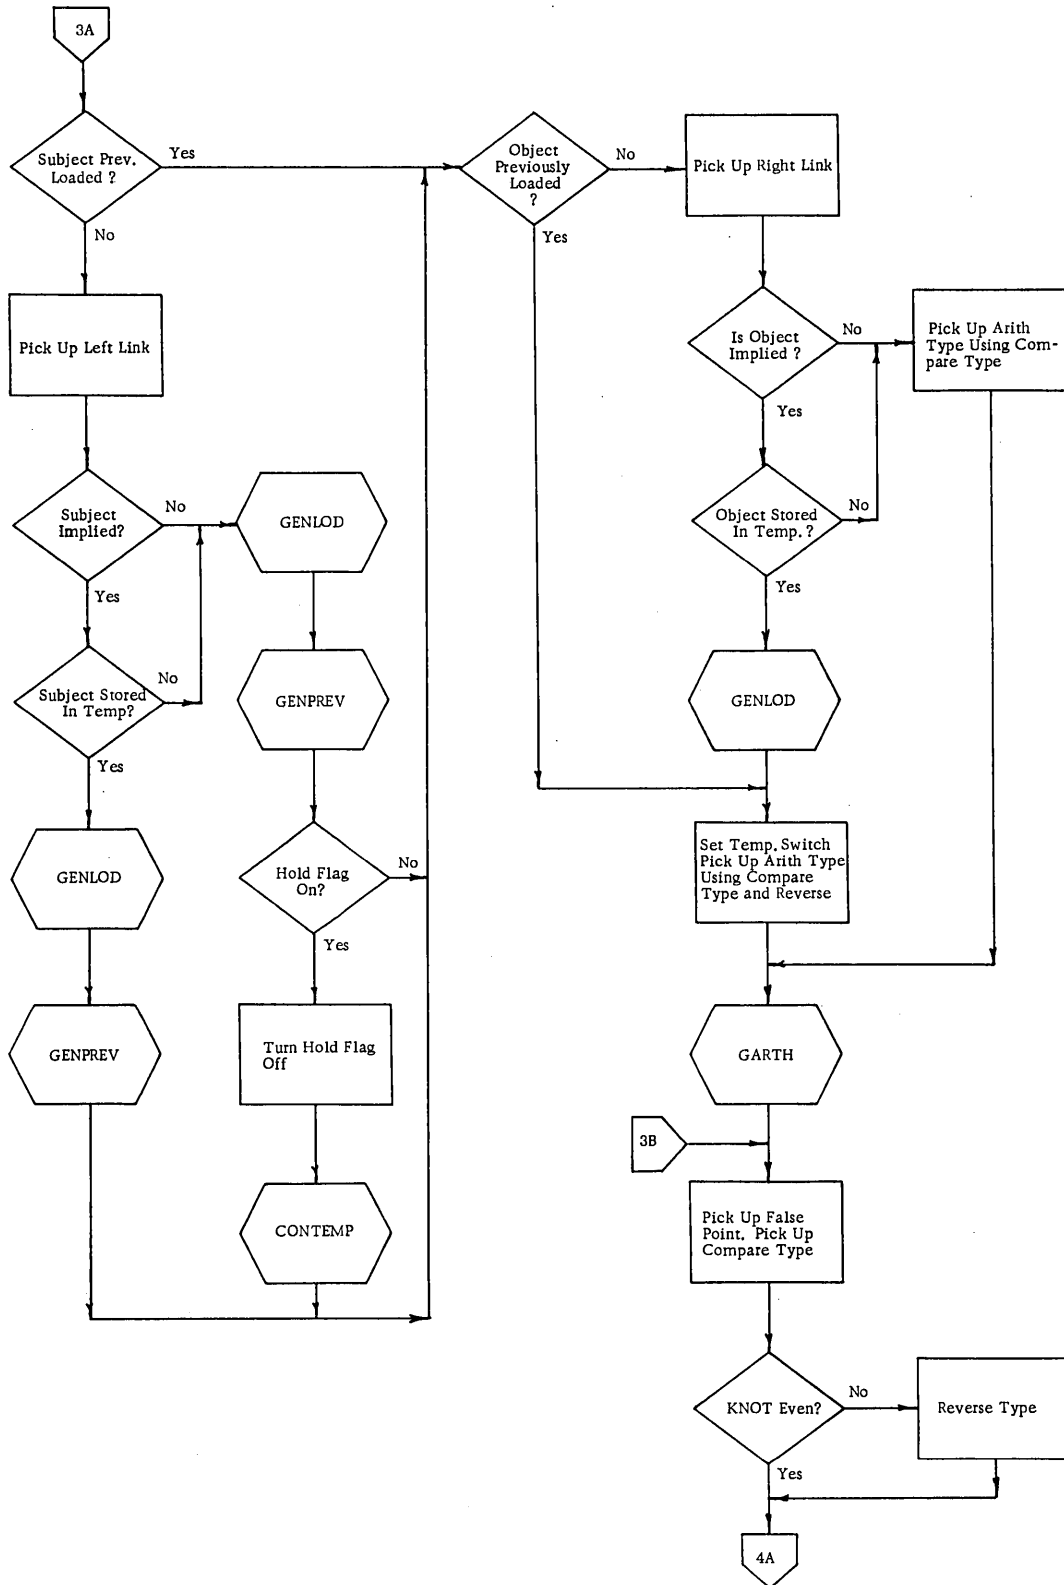 3A
Subject Prev.
Loaded ?
Yes
No
Pick Up Left Link
Subject
Implied?
No
Yes
Subject Stored
In Temp?
No
Yes
GENLOD
GENPREV
GENLOD
GENPREV
Hold Flag
On?
No
Yes
Turn Hold Flag
Off
CONTEMP
Object
Previously
Loaded
?
No
Yes
Pick Up Right Link
Is Object
Implied ?
No
Yes
Pick Up Arith
Type Using Com-
pare Type
Object Stored
In Temp. ?
No
Yes
GENLOD
Set Temp. Switch
Pick Up Arith Type
Using Compare
Type and Reverse
GARTH
3B
Pick Up False
Point. Pick Up
Compare Type
KNOT Even?
No
Yes
Reverse Type
4A